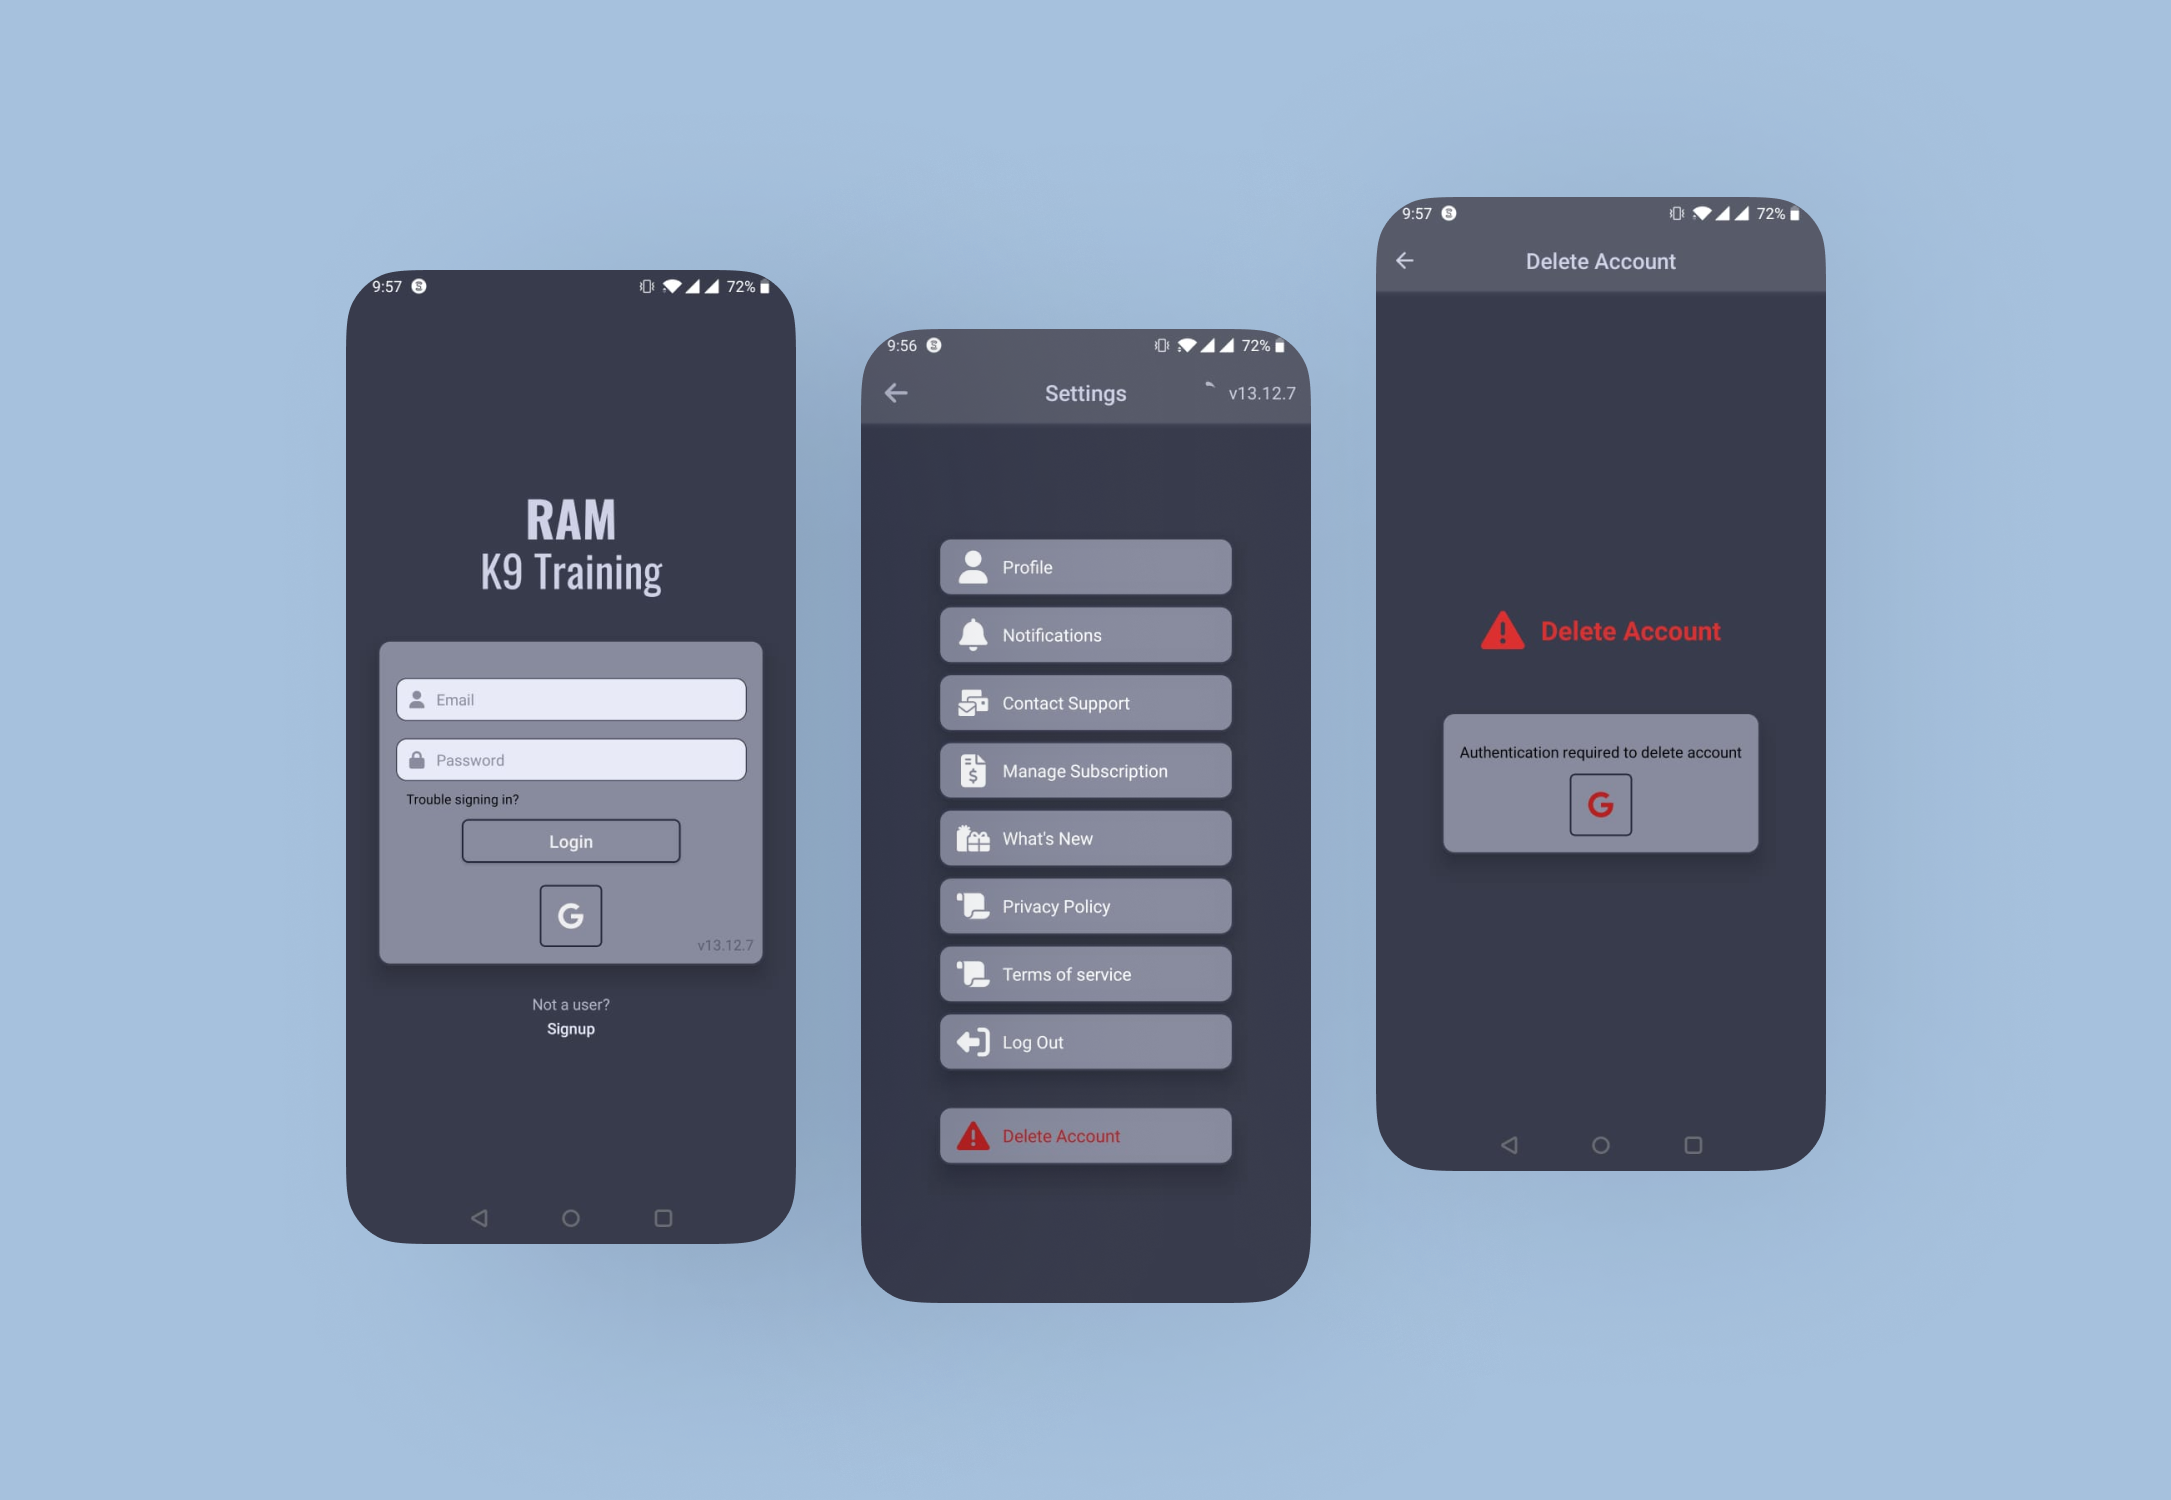 9:57
72%
RAM
K9 Training
Email
Password
Trouble signing in?
Login
G
v13.12.7
Not a user?
Signup
9:56
72%
Settings
v13.12.7
Profile
Notifications
Contact Support
Manage Subscription
What's New
Privacy Policy
Terms of service
Log Out
Delete Account
9:57
72%
Delete Account
Delete Account
Authentication required to delete account
G